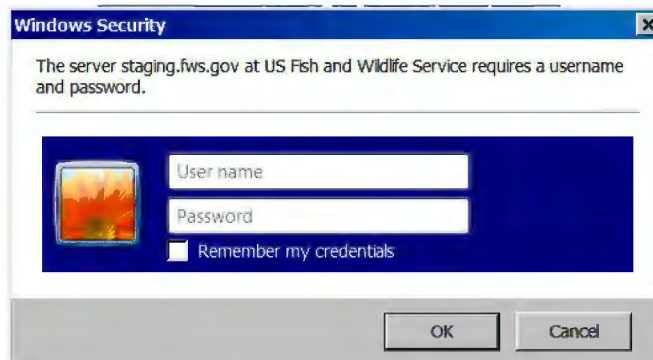 Windows Security
The server staging.fws.gov at US Fish and Wildlife Service requires a username
and password.
User name
Password
Remember my credentials
OK
Cancel